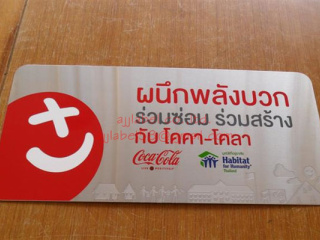 ผนึกพลังบวก
ร่วมซ่อม ร่วมสร้าง
กับ โคคา-โคลา
Coca-Cola
Habitat
for Humanity
Thailand